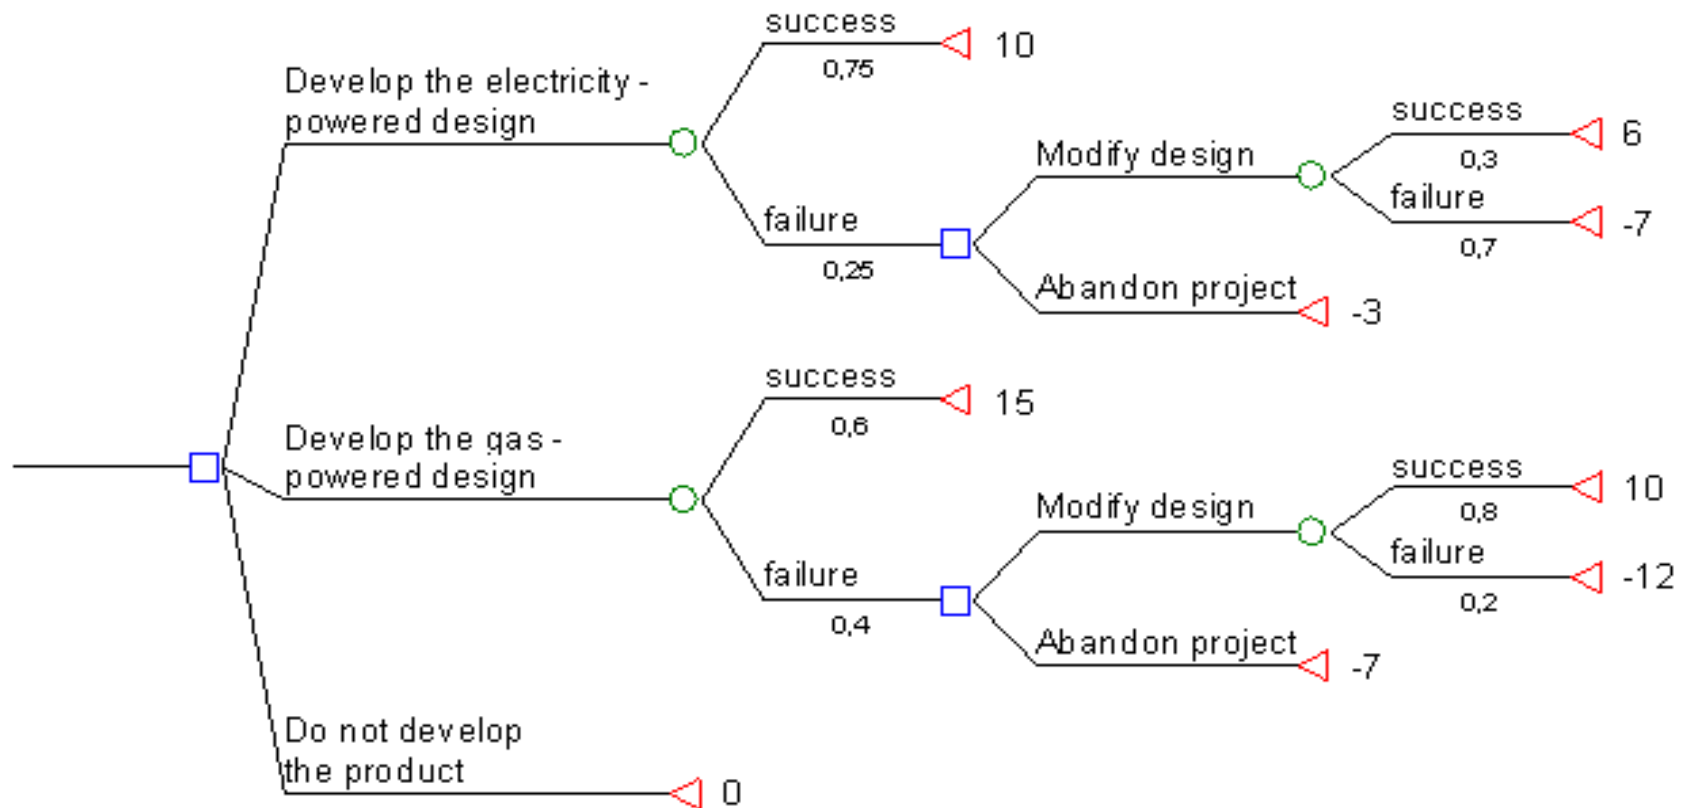 success
10
0,75
Develop the electricity -
powered design
success
6
0,3
Modify design
failure
-7
0,7
failure
0,25
Abandon project
-3
success
15
0,6
Develop the gas -
powered design
success
10
0,8
Modify design
failure
-12
0,2
failure
0,4
Abandon project
-7
Do not develop
the product
0